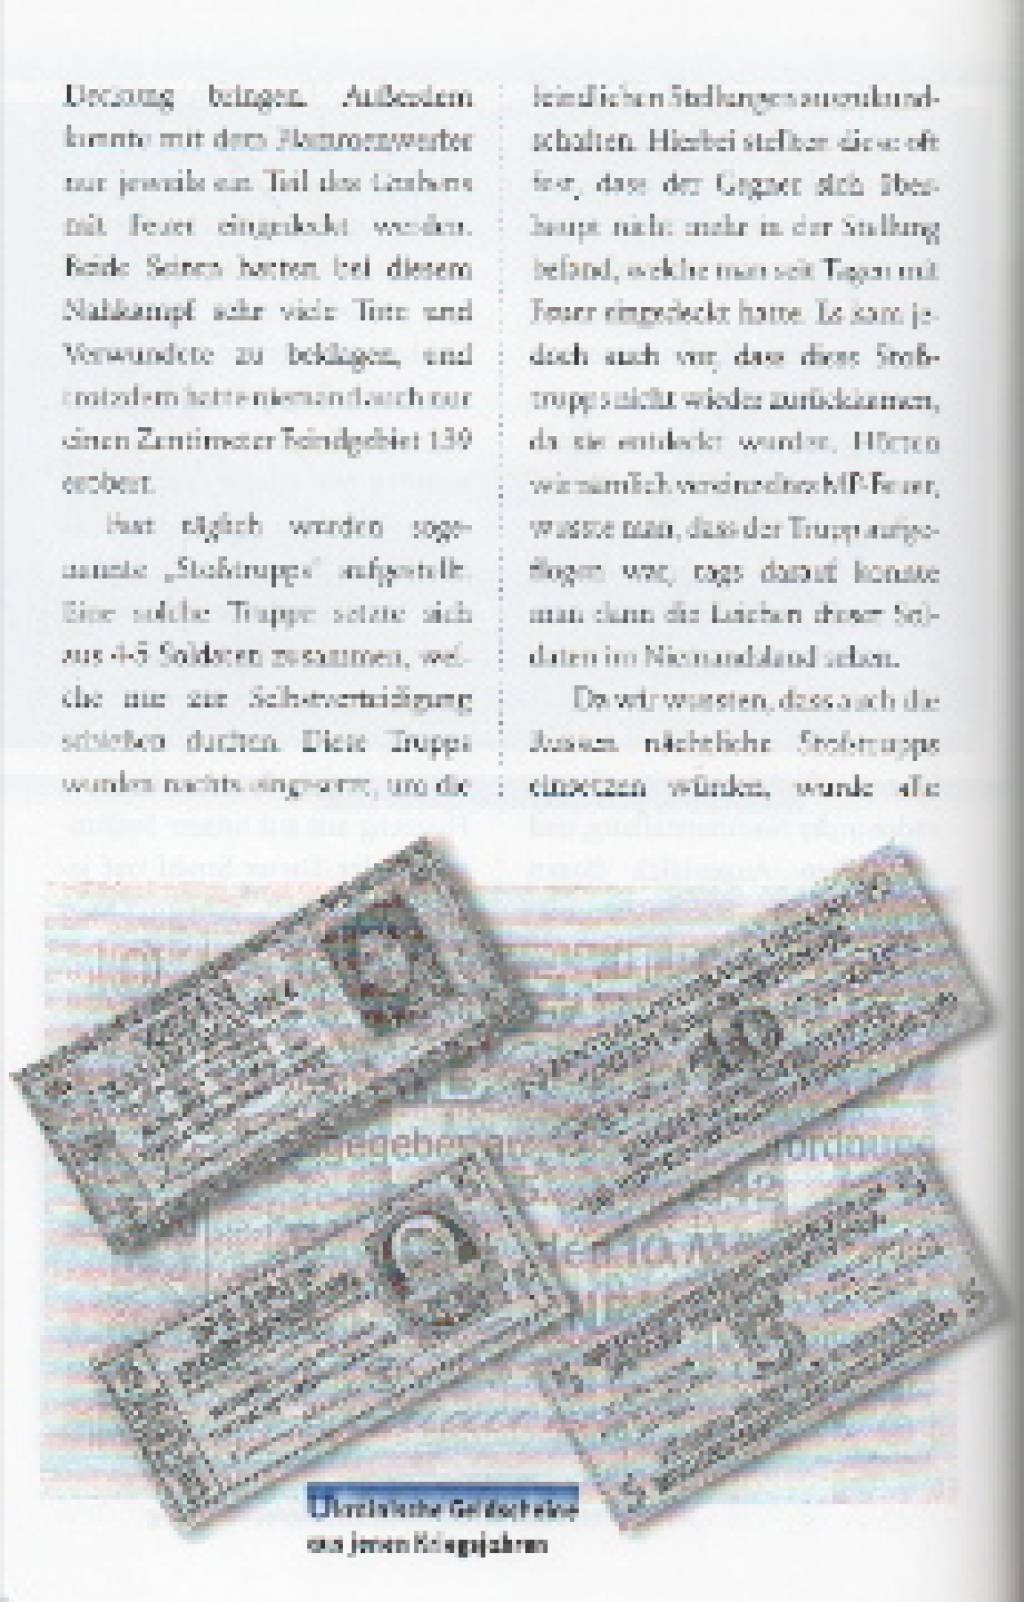 Deckung bringen. Außerdem
konnte mit dem Flammenwerfer
nur jeweils ein Teil des Grabens
mit Feuer eingedeckt werden.
Beide Seiten hatten bei diesem
Nahkampf sehr viele Tote und
Verwundete zu beklagen, und
trotzdem hatte niemand auch nur
einen Zentimeter Feindgebiet 139
erobert.
Fast täglich wurden soge-
nannte „Stoßtrupps" aufgestellt.
Eine solche Truppe setzte sich
aus 4-5 Soldaten zusammen, wel-
che nur zur Selbstverteidigung
schießen durften. Diese Trupps
wurden nachts eingesetzt, um die
feindlichen Stellungen auszukund-
schaften. Hierbei stellten diese oft
fest, dass der Gegner sich über-
haupt nicht mehr in der Stellung
befand, welche man seit Tagen mit
Feuer eingedeckt hatte. Es kam je-
doch auch vor, dass diese Stoß-
trupps nicht wieder zurückkamen,
da sie entdeckt wurden. Hörten
wir nämlich vereinzeltes MP-Feuer,
wusste man, dass der Trupp aufge-
flogen war, tags darauf konnte
man dann die Leichen dieser Sol-
daten im Niemandsland sehen.
Da wir wussten, dass auch die
Russen nächtliche Stoßtrupps
einsetzen würden, wurde alle
10
5
5
Ukrainische Geldscheine
aus jenen Kriegsjahren